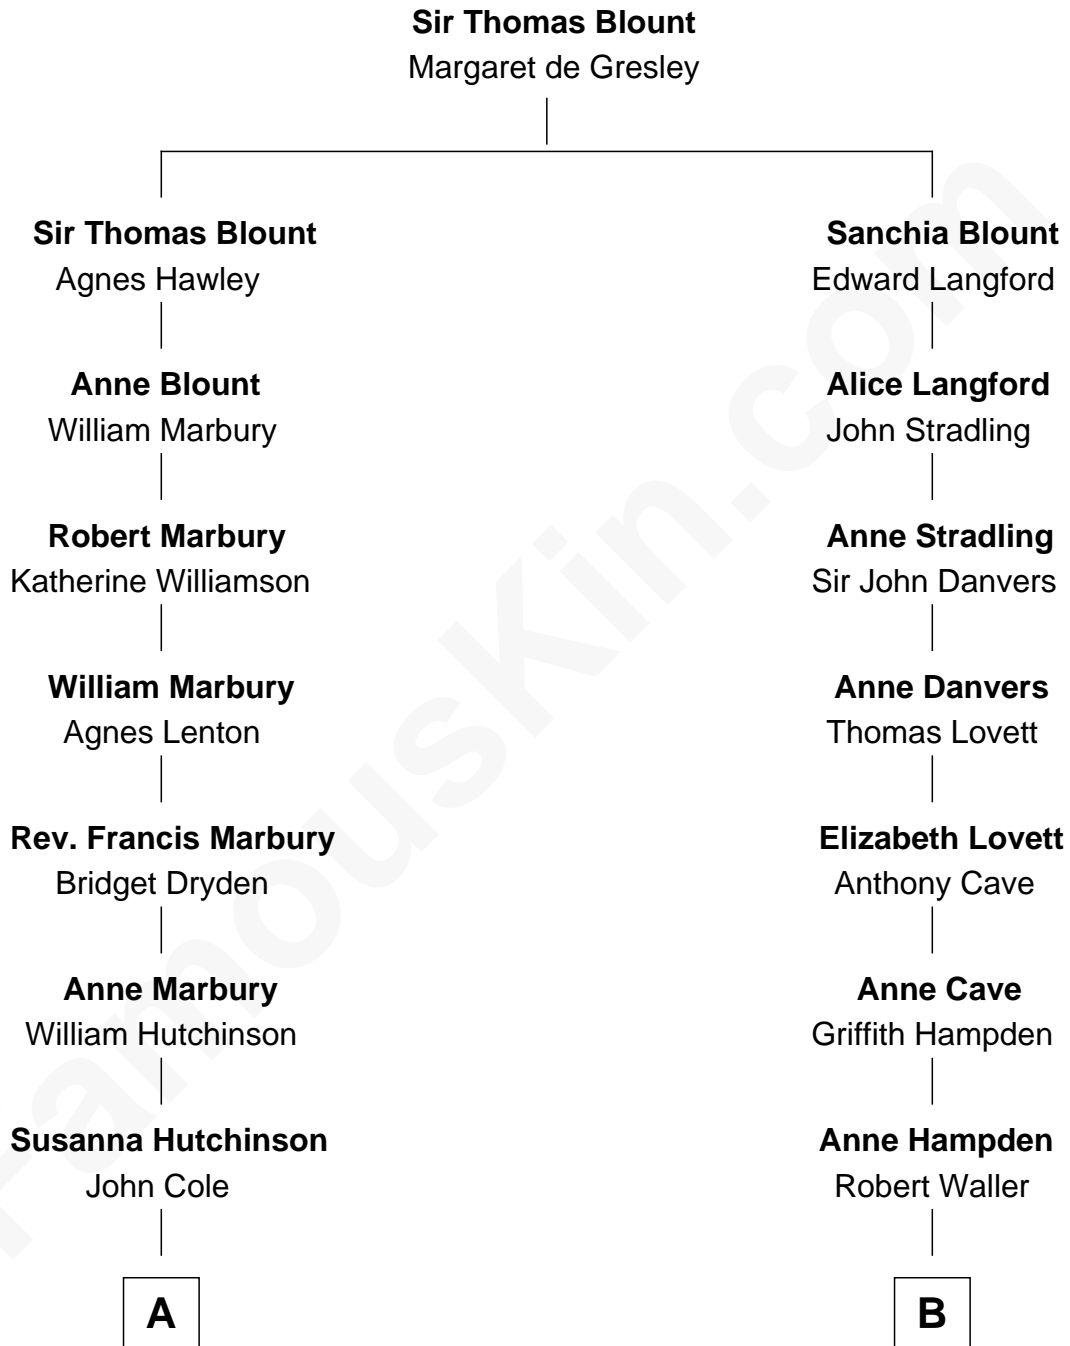 Sir Thomas Blount
Margaret de Gresley
Sir Thomas Blount
Agnes Hawley
Anne Blount
William Marbury
Robert Marbury
Katherine Williamson
William Marbury
Agnes Lenton
Rev. Francis Marbury
Bridget Dryden
Anne Marbury
William Hutchinson
Susanna Hutchinson
John Cole
A
Sanchia Blount
Edward Langford
Alice Langford
John Stradling
Anne Stradling
Sir John Danvers
Anne Danvers
Thomas Lovett
Elizabeth Lovett
Anthony Cave
Anne Cave
Griffith Hampden
Anne Hampden
Robert Waller
B
FamousKin.com